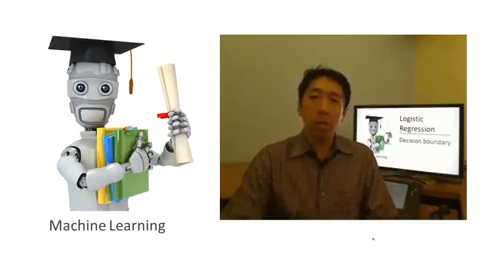 Machine Learning
Logistic
Regression
Decision boundary